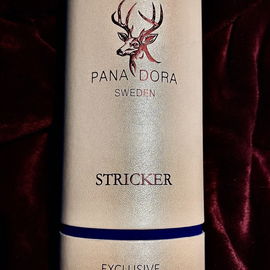 PANA DORA
SWEDEN
STRICKER
EXCLUSIVE